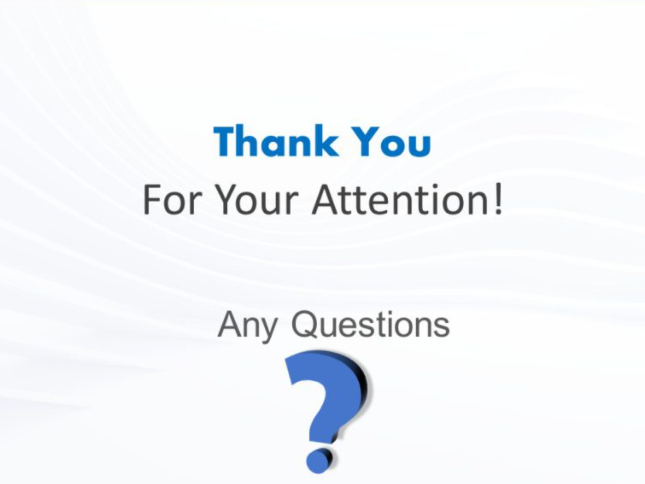 Thank You
For Your Attention!
Any Questions
?